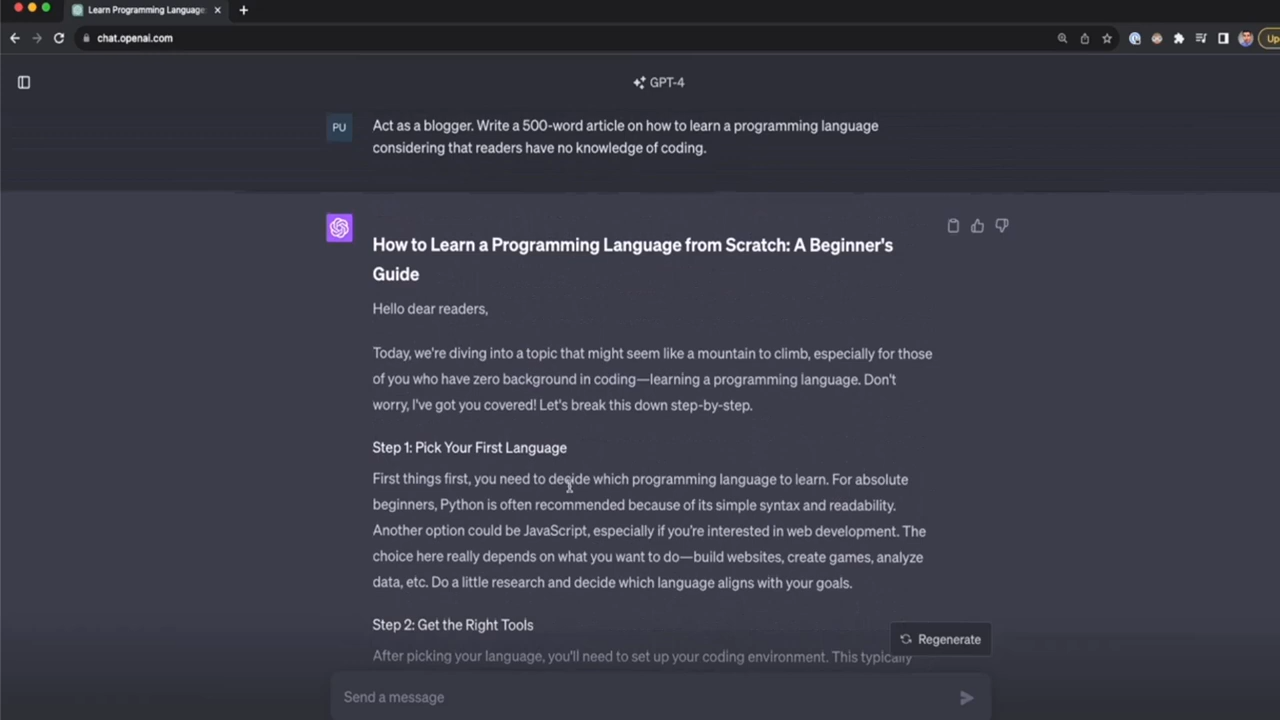 Learn Programming Language
chat.openai.com
Up
GPT-4
PU
Act as a blogger. Write a 500-word article on how to learn a programming language
considering that readers have no knowledge of coding.
How to Learn a Programming Language from Scratch: A Beginner's
Guide
Hello dear readers,
Today, we're diving into a topic that might seem like a mountain to climb, especially for those
of you who have zero background in coding—learning a programming language. Don't
worry, I've got you covered! Let's break this down step-by-step.
Step 1: Pick Your First Language
First things first, you need to decide which programming language to learn. For absolute
beginners, Python is often recommended because of its simple syntax and readability.
Another option could be JavaScript, especially if you're interested in web development. The
choice here really depends on what you want to do—build websites, create games, analyze
data, etc. Do a little research and decide which language aligns with your goals.
Step 2: Get the Right Tools
Regenerate
After picking your language, you'll need to set up your coding environment. This typically
Send a message